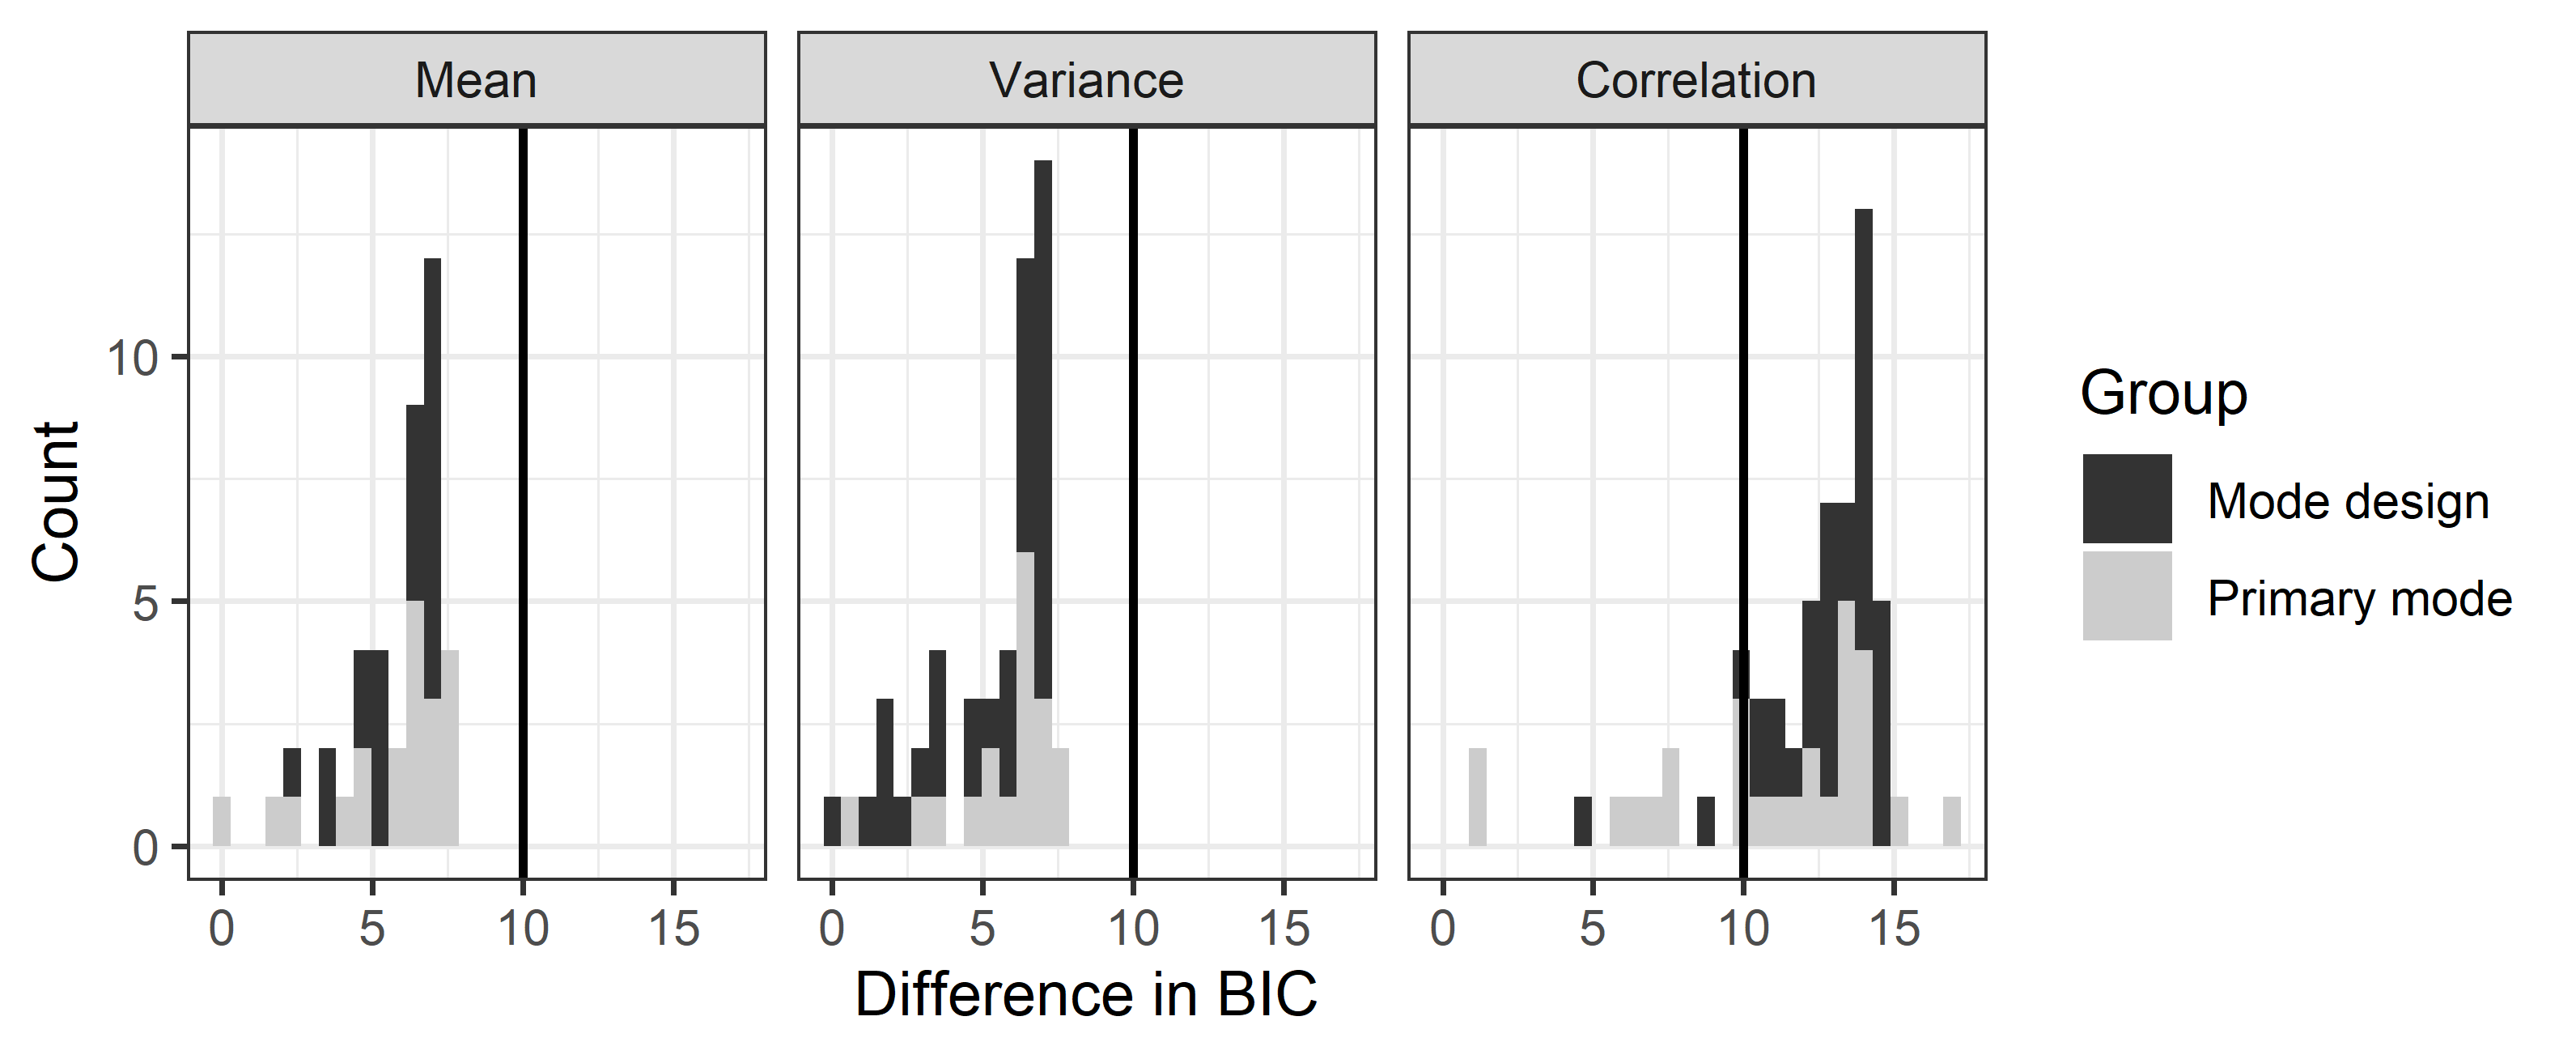 Mean
Variance
Correlation
Count
10
5
0
0 5 10 15
0 5 10 15
0 5 10 15
Difference in BIC
Group
Mode design
Primary mode